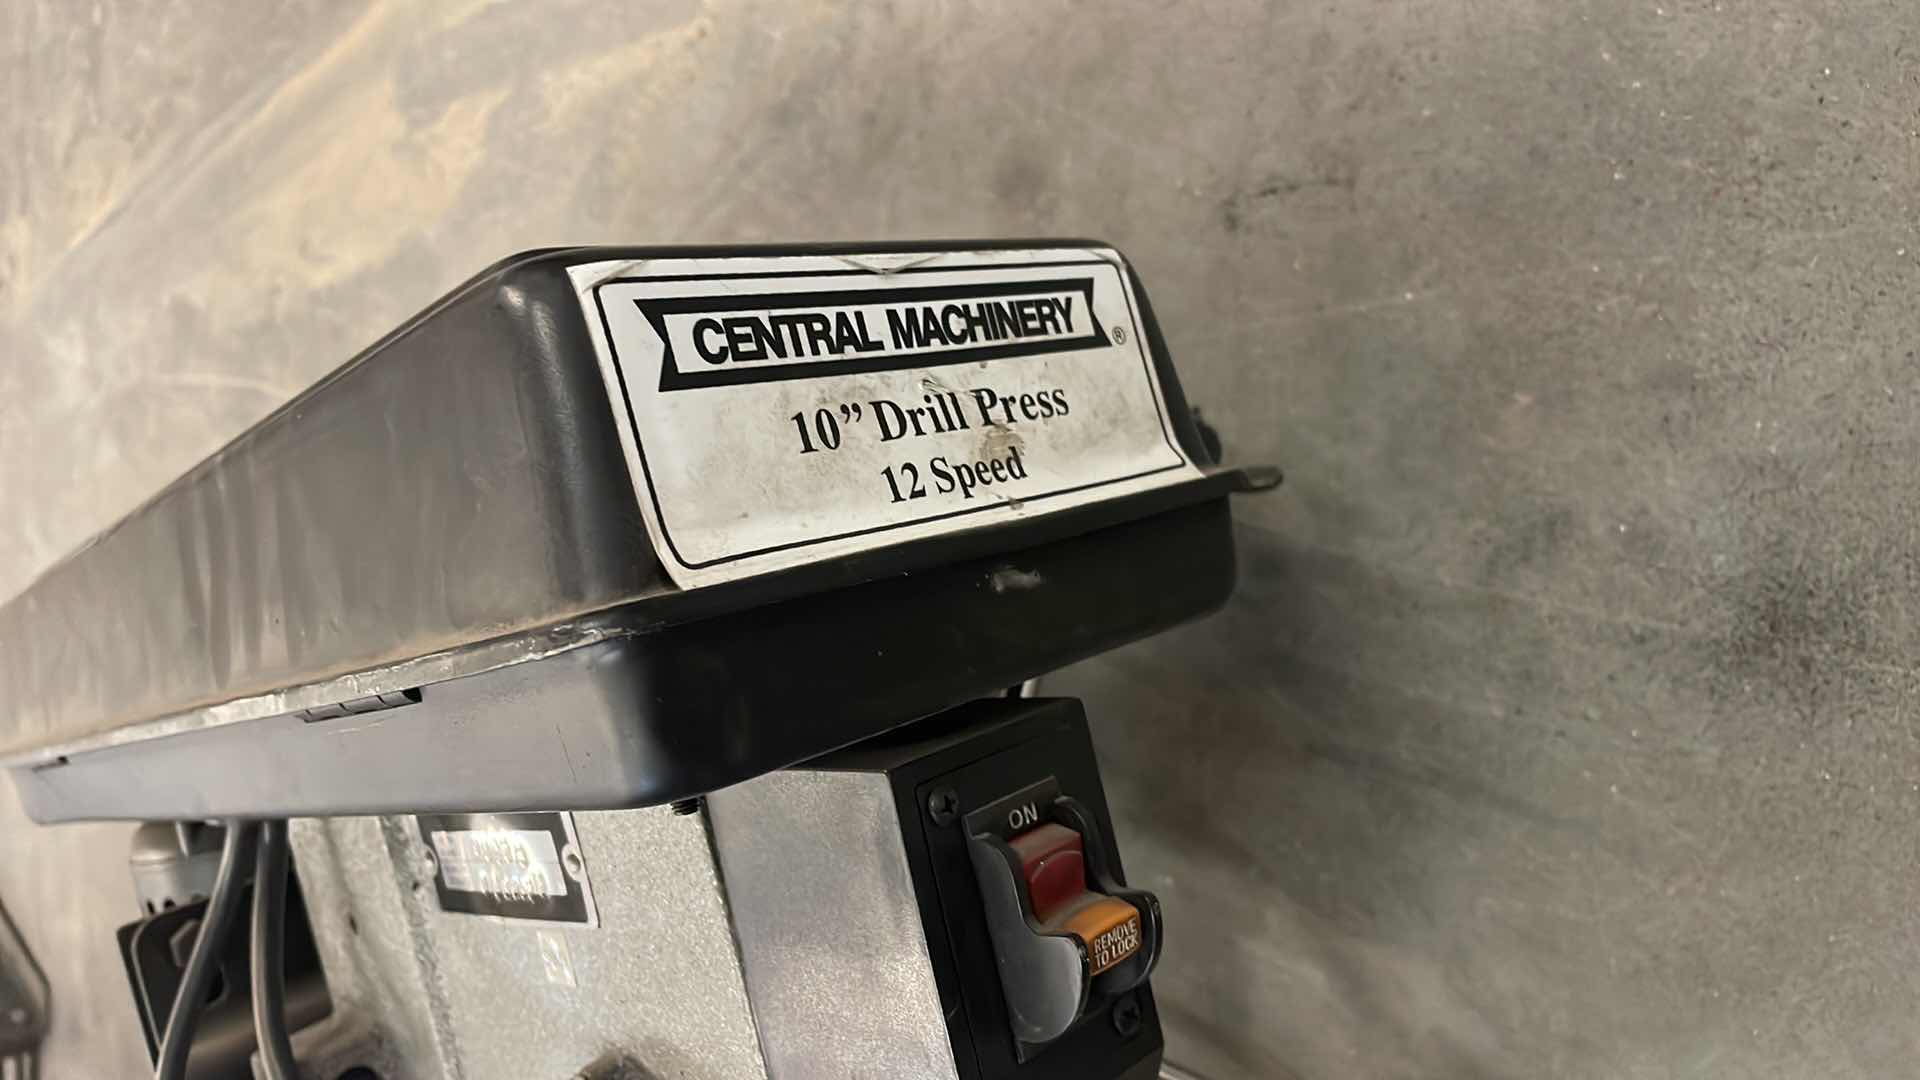 CENTRAL MACHINERY ®
10” Drill Press
12 Speed
ON
REMOVE
TO LOCK